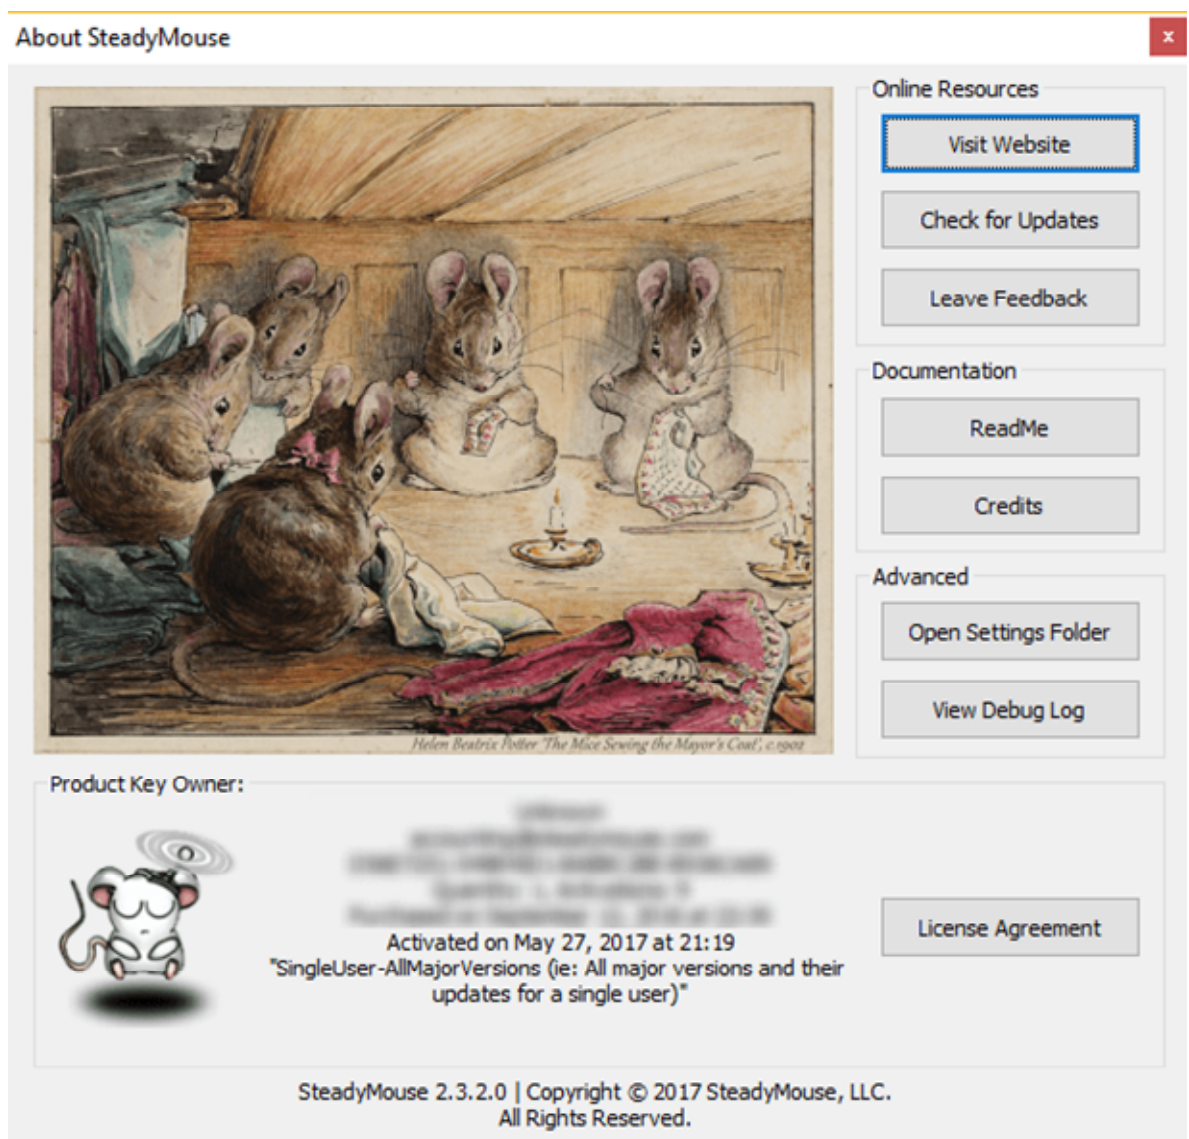 About SteadyMouse
x
Online Resources
Visit Website
Check for Updates
Leave Feedback
Documentation
ReadMe
Credits
Advanced
Open Settings Folder
View Debug Log
Helen Beatrix Potter 'The Mice Sewing the Mayor's Coat', c.1902
Product Key Owner:
Activated on May 27, 2017 at 21:19
"SingleUser-AllMajorVersions (ie: All major versions and their
updates for a single user)"
License Agreement
SteadyMouse 2.3.2.0 | Copyright © 2017 SteadyMouse, LLC.
All Rights Reserved.